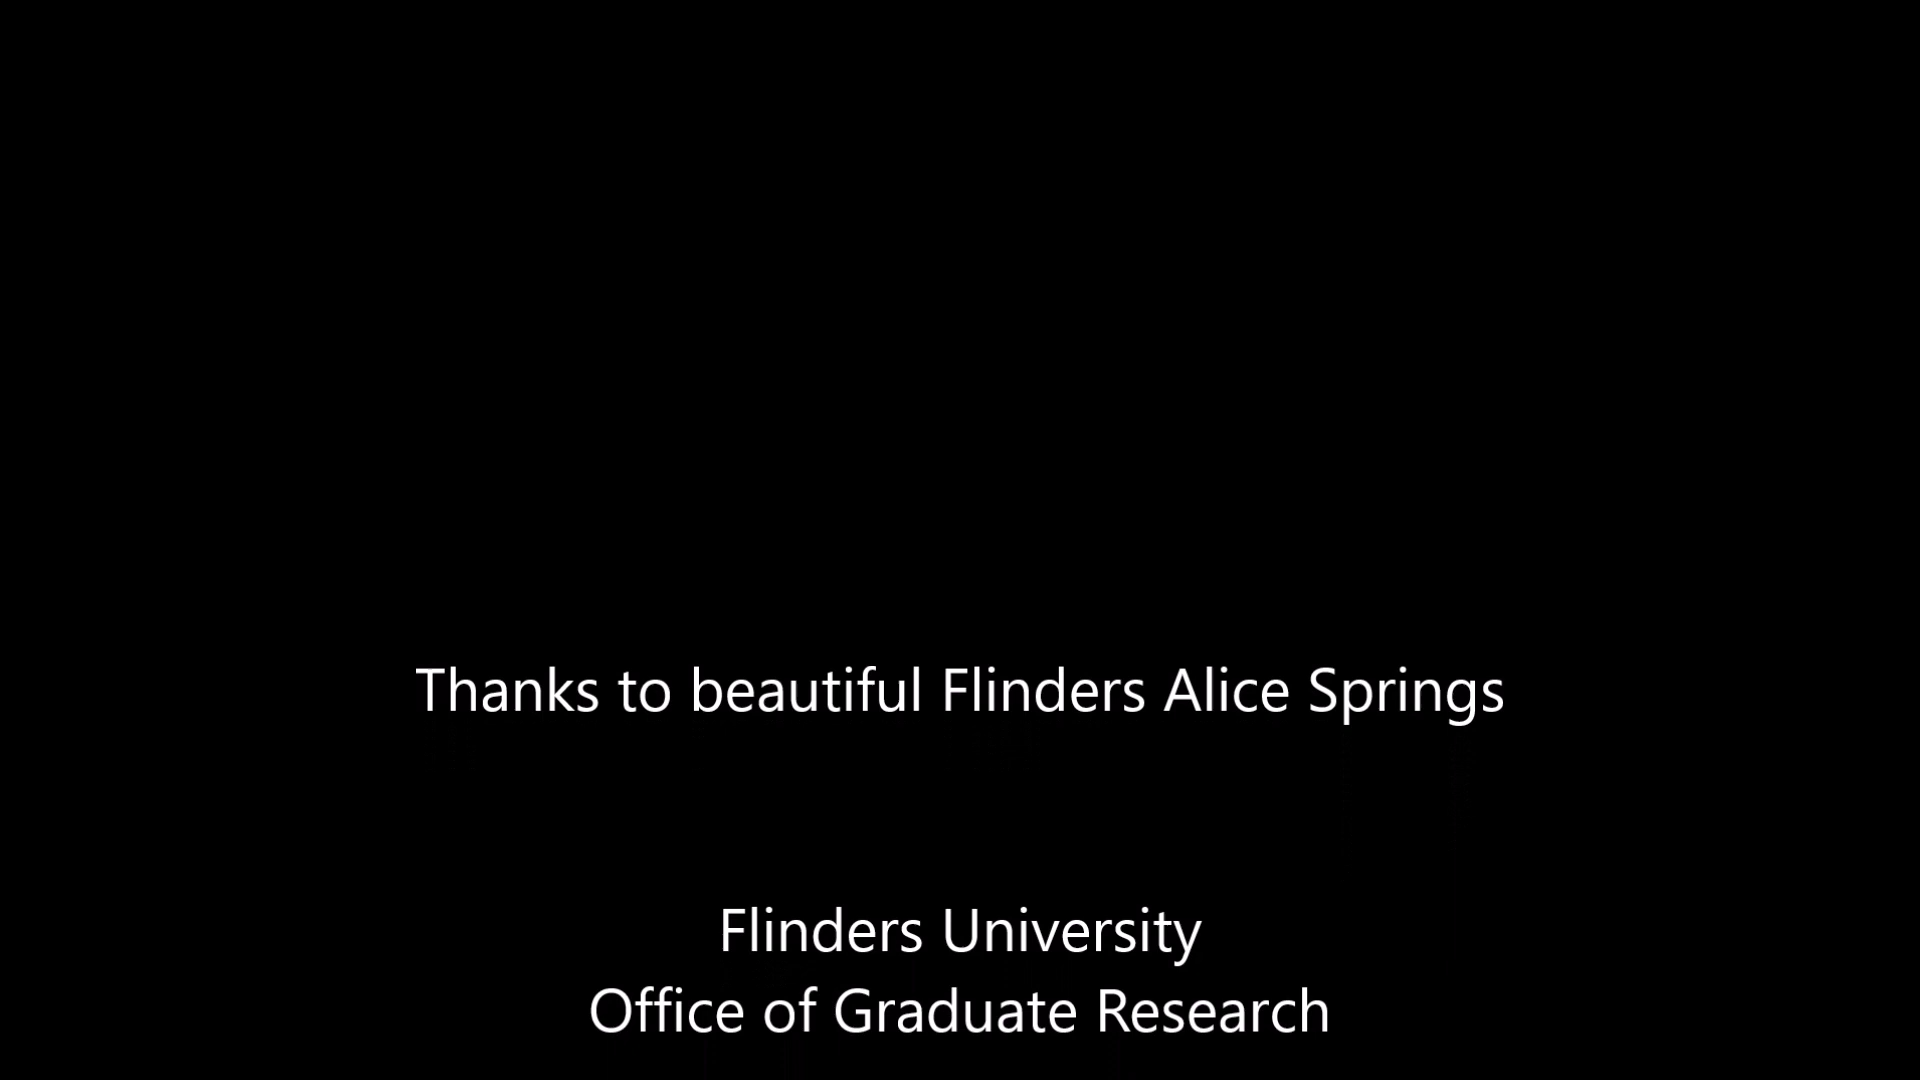 Thanks to beautiful Flinders Alice Springs
Flinders University
Office of Graduate Research